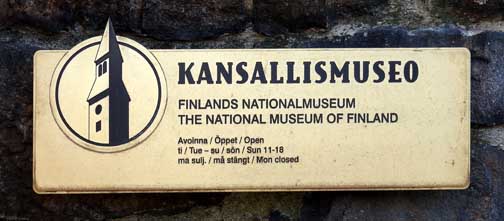 KANSALLISMUSEO
FINLANDS NATIONALMUSEUM
THE NATIONAL MUSEUM OF FINLAND
Avoinna / Öppet / Open
ti / Tue – su / sön / Sun 11-18
ma sulj. / må stängt / Mon closed